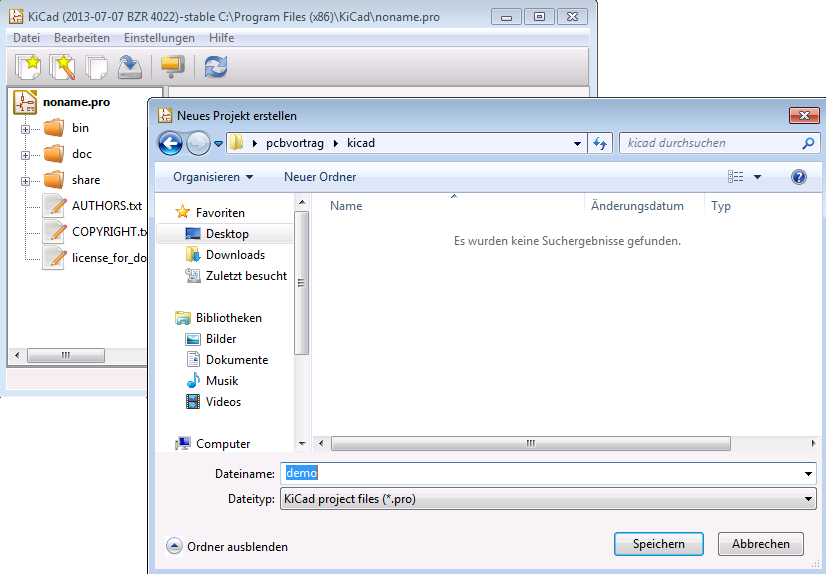 KiCad (2013-07-07 BZR 4022)-stable C:\Program Files (x86)\KiCad\noname.pro
Datei Bearbeiten Einstellungen Hilfe
noname.pro
bin
doc
share
AUTHORS.txt
COPYRIGHT.tx
license_for_do
Neues Projekt erstellen
pcbvortrag kicad
kicad durchsuchen
Organisieren Neuer Ordner
Favoriten
Desktop
Downloads
Zuletzt besucht
Bibliotheken
Bilder
Dokumente
Musik
Videos
Computer
Name Änderungsdatum Typ
Es wurden keine Suchergebnisse gefunden.
Dateiname: demo
Dateityp: KiCad project files (*.pro)
Ordner ausblenden
Speichern Abbrechen